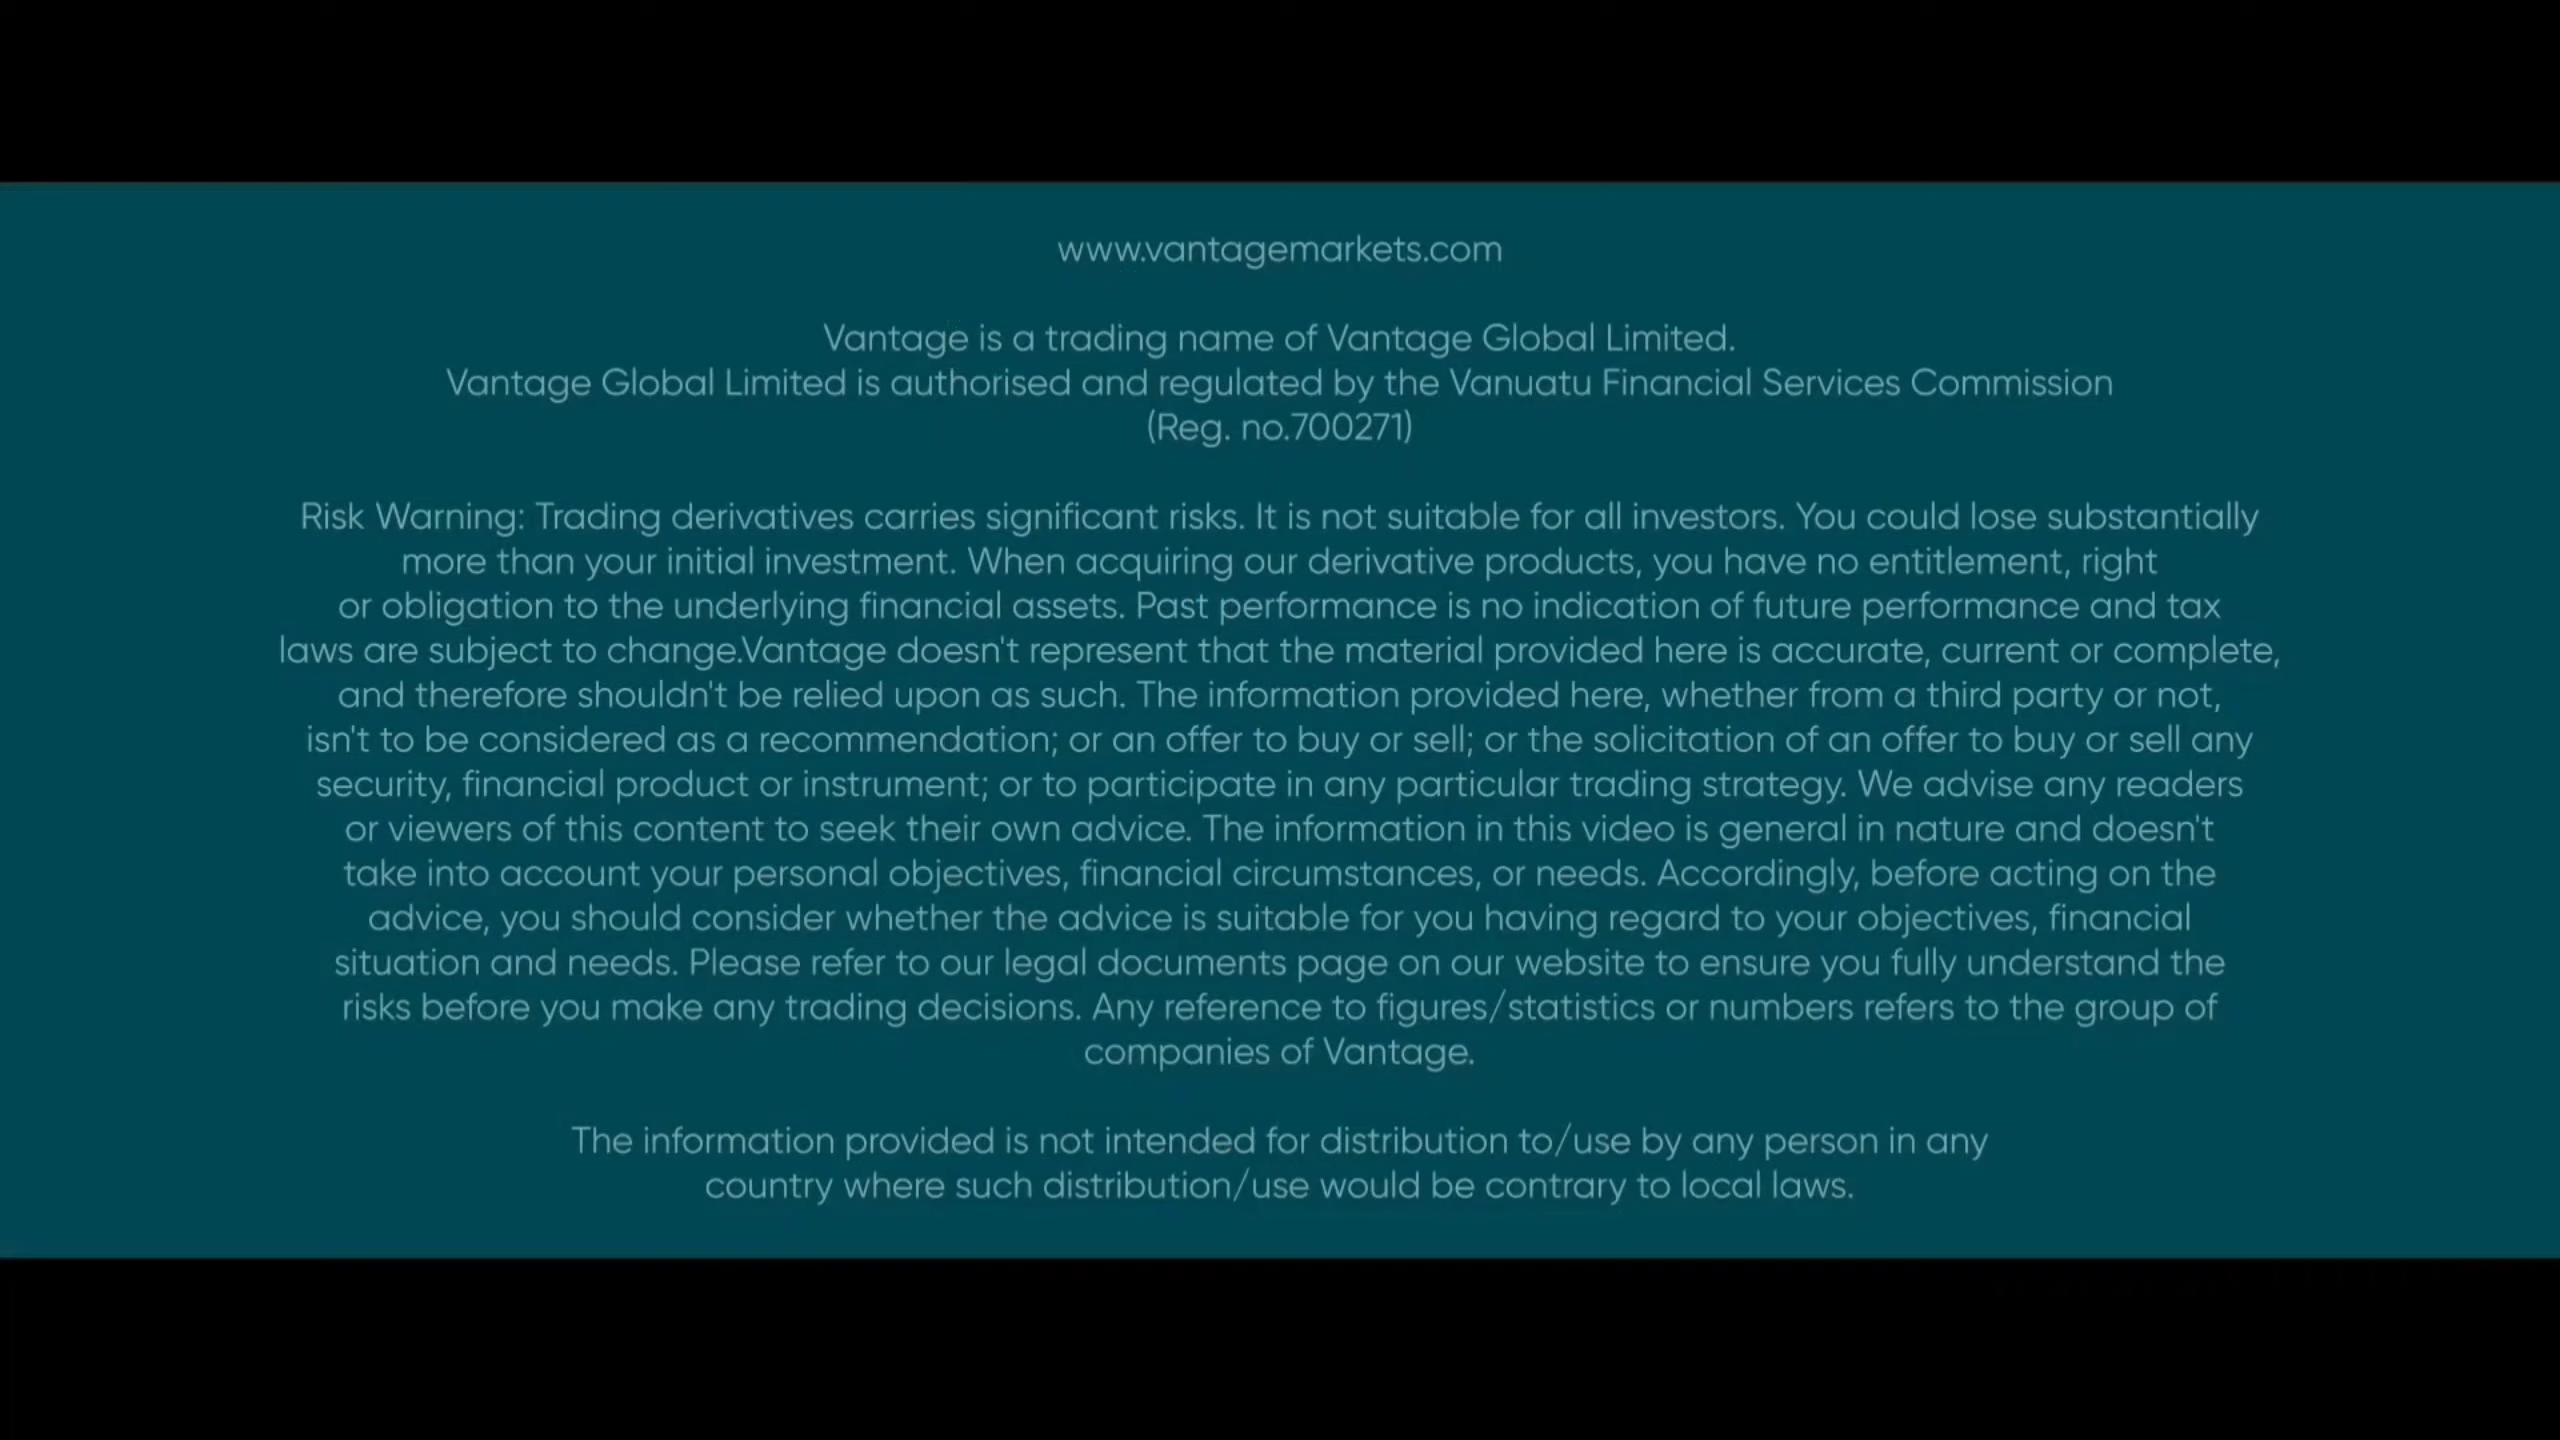 www.vantagemarkets.com
Vantage is a trading name of Vantage Global Limited.
Vantage Global Limited is authorised and regulated by the Vanuatu Financial Services Commission
(Reg. no.700271)
Risk Warning: Trading derivatives carries significant risks. It is not suitable for all investors. You could lose substantially
more than your initial investment. When acquiring our derivative products, you have no entitlement, right
or obligation to the underlying financial assets. Past performance is no indication of future performance and tax
laws are subject to change.Vantage doesn't represent that the material provided here is accurate, current or complete,
and therefore shouldn't be relied upon as such. The information provided here, whether from a third party or not,
isn't to be considered as a recommendation; or an offer to buy or sell; or the solicitation of an offer to buy or sell any
security, financial product or instrument; or to participate in any particular trading strategy. We advise any readers
or viewers of this content to seek their own advice. The information in this video is general in nature and doesn't
take into account your personal objectives, financial circumstances, or needs. Accordingly, before acting on the
advice, you should consider whether the advice is suitable for you having regard to your objectives, financial
situation and needs. Please refer to our legal documents page on our website to ensure you fully understand the
risks before you make any trading decisions. Any reference to figures/statistics or numbers refers to the group of
companies of Vantage.
The information provided is not intended for distribution to/use by any person in any
country where such distribution/use would be contrary to local laws.